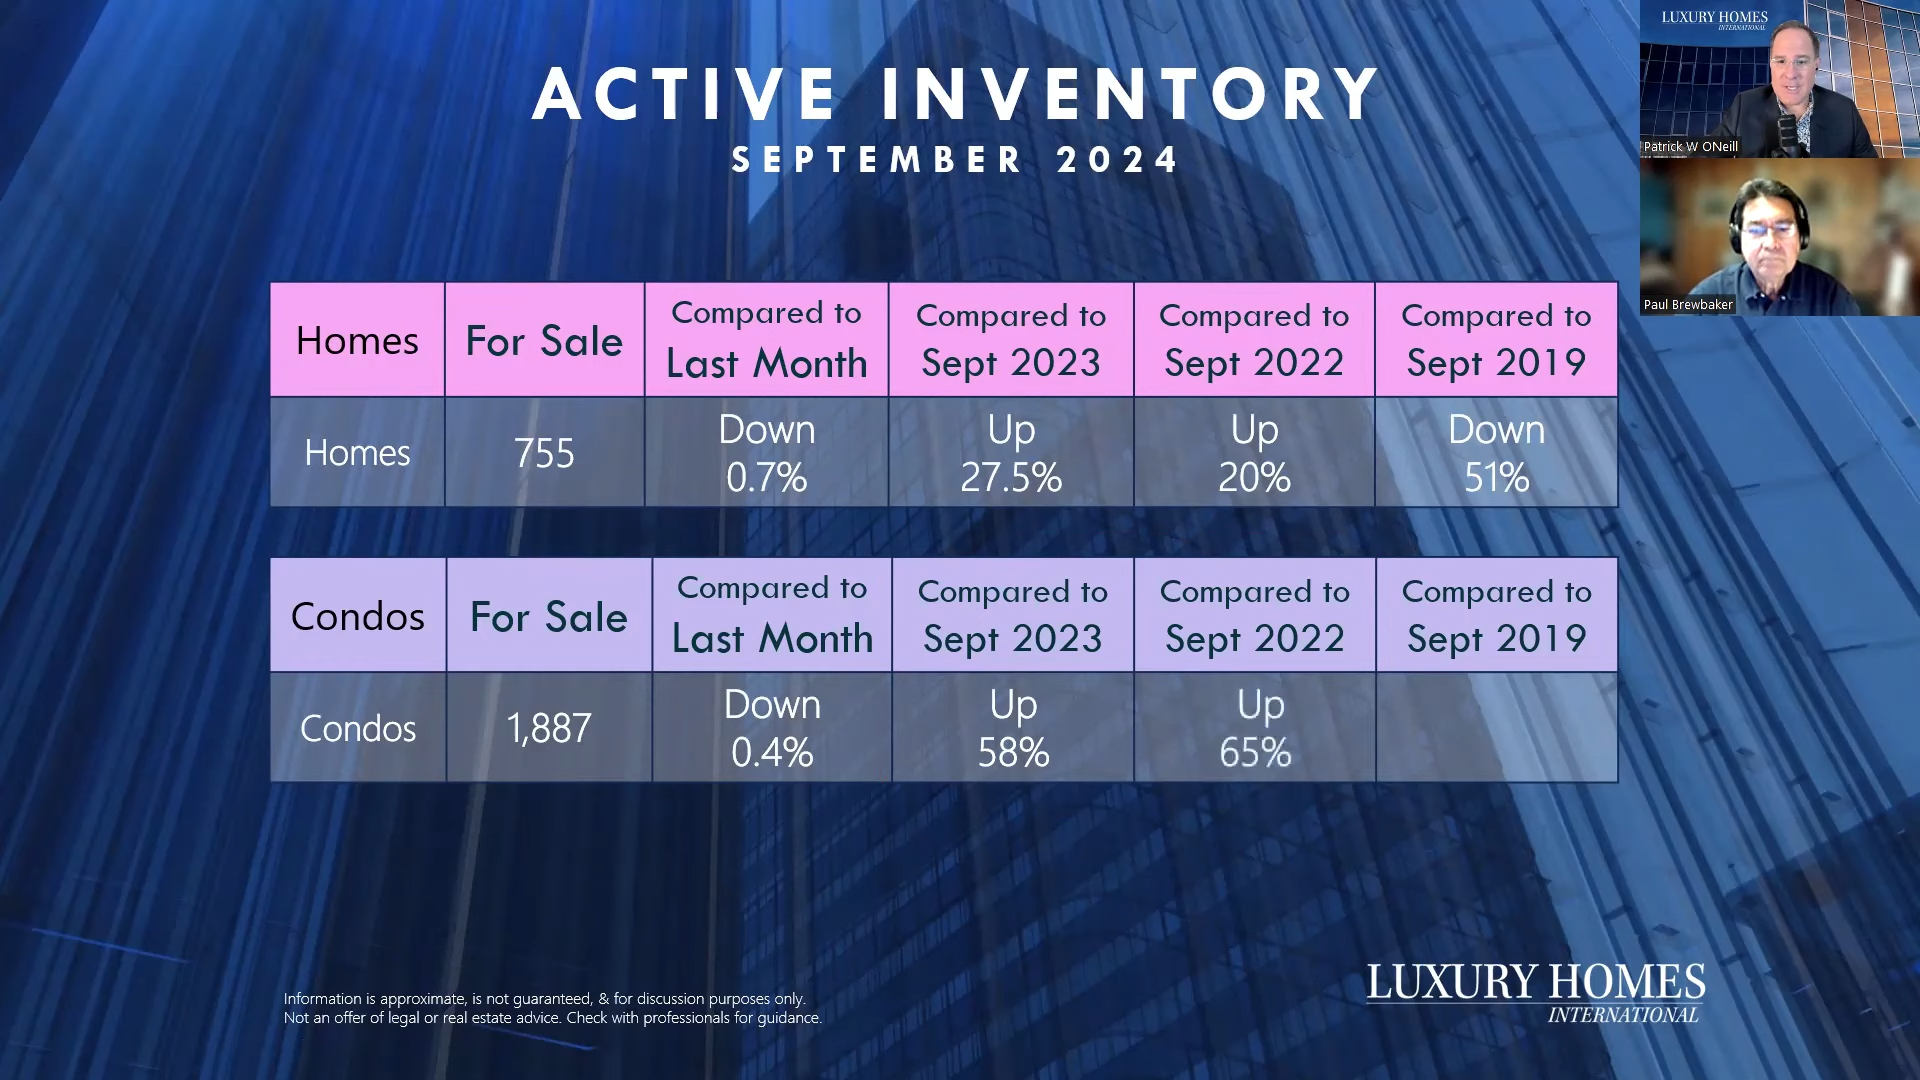 LUXURY HOMES
INTERNATIONAL
Patrick W ONeill
Paul Brewbaker
ACTIVE INVENTORY
SEPTEMBER 2024
Homes
For Sale
Compared to
Last Month
Compared to
Sept 2023
Compared to
Sept 2022
Compared to
Sept 2019
Homes
755
Down
0.7%
Up
27.5%
Up
20%
Down
51%
Condos
For Sale
Compared to
Last Month
Compared to
Sept 2023
Compared to
Sept 2022
Compared to
Sept 2019
Condos
1,887
Down
0.4%
Up
58%
Up
65%
Information is approximate, is not guaranteed, & for discussion purposes only.
Not an offer of legal or real estate advice. Check with professionals for guidance.
LUXURY HOMES
INTERNATIONAL